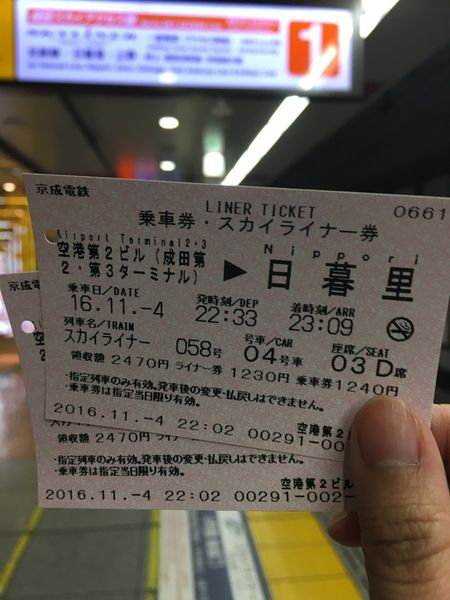 1
京成電鉄
LINER TICKET
0661
乗車券・スカイライナー券
Airport Terminal2・3
Nippori
空港第2ビル(成田第
2・第3ターミナル)
▶日暮里
乗車日/DATE
発時刻/DEP
着時刻/ARR
16.11.-4
22:33
23:09
列車名/TRAIN
号車/CAR
座席/SEAT
スカイライナー
058号
04号車
03D席
領収額 2470円 ライナー券 1230円 乗車券 1240円
・指定列車のみ有効。発車後の変更・払戻しはできません。
・乗車券は指定当日限り有効。
空港第2
2016.11.-4 22:02 00291-00
京成電
領収額 2470円
・指定列車のみ有効。発車後の変更・払戻しはできません。
・乗車券は指定当日限り有効。
空港第2ビ
2016.11.-4 22:02 00291-002-